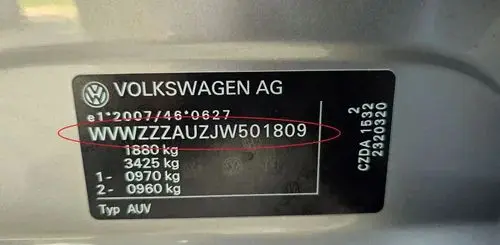 VOLKSWAGEN AG
e1*2007/46*0627
WVWZZZAUZJW501809
1880 kg
3425 kg
1- 0970 kg
2- 0960 kg
Typ AUV
2
CZDA 1532
2320320